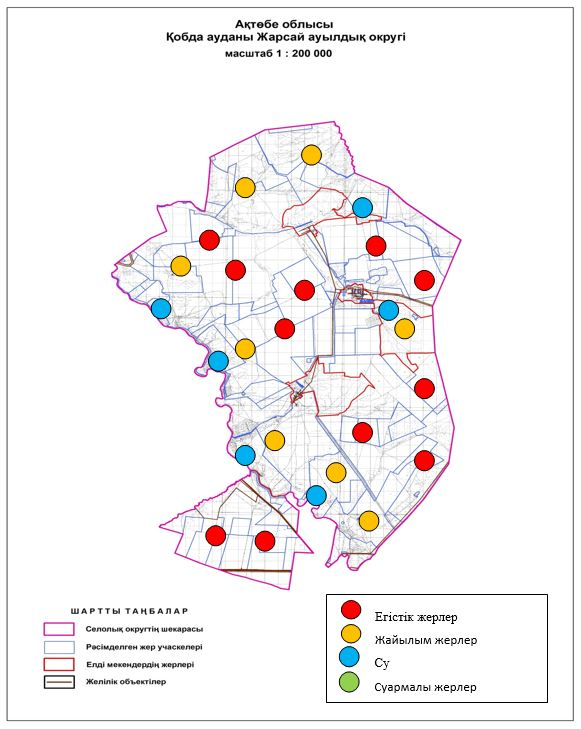 Ақтөбе облысы
Қобда ауданы Жарсай ауылдық округі
масштаб 1 : 200 000
ШАРТТЫ ТАҢБАЛАР
Селолық округтің шекарасы
Рәсімделген жер учаскелері
Елді мекендердің жерлері
Желілік объектілер
Егістік жерлер
Жайылым жерлер
Су
Суармалы жерлер